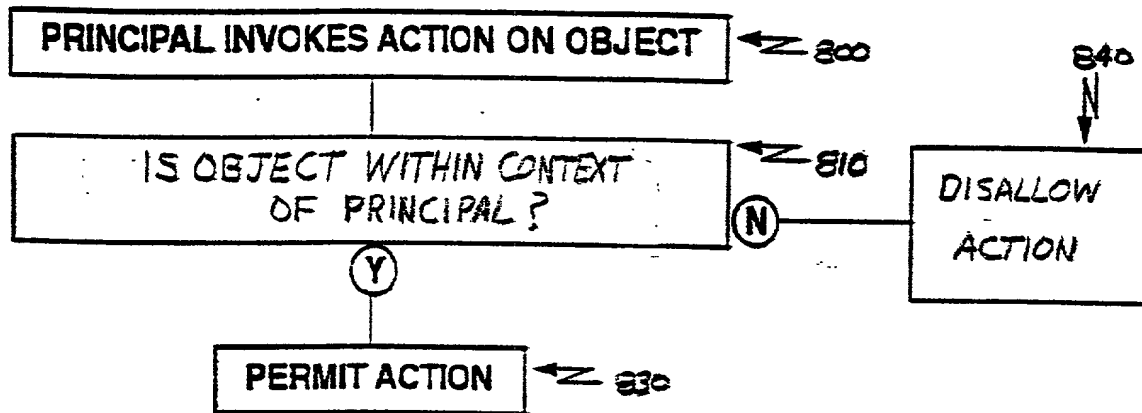 PRINCIPAL INVOKES ACTION ON OBJECT
800
840
IS OBJECT WITHIN CONTEXT
OF PRINCIPAL?
810
N
DISALLOW
ACTION
Y
PERMIT ACTION
830